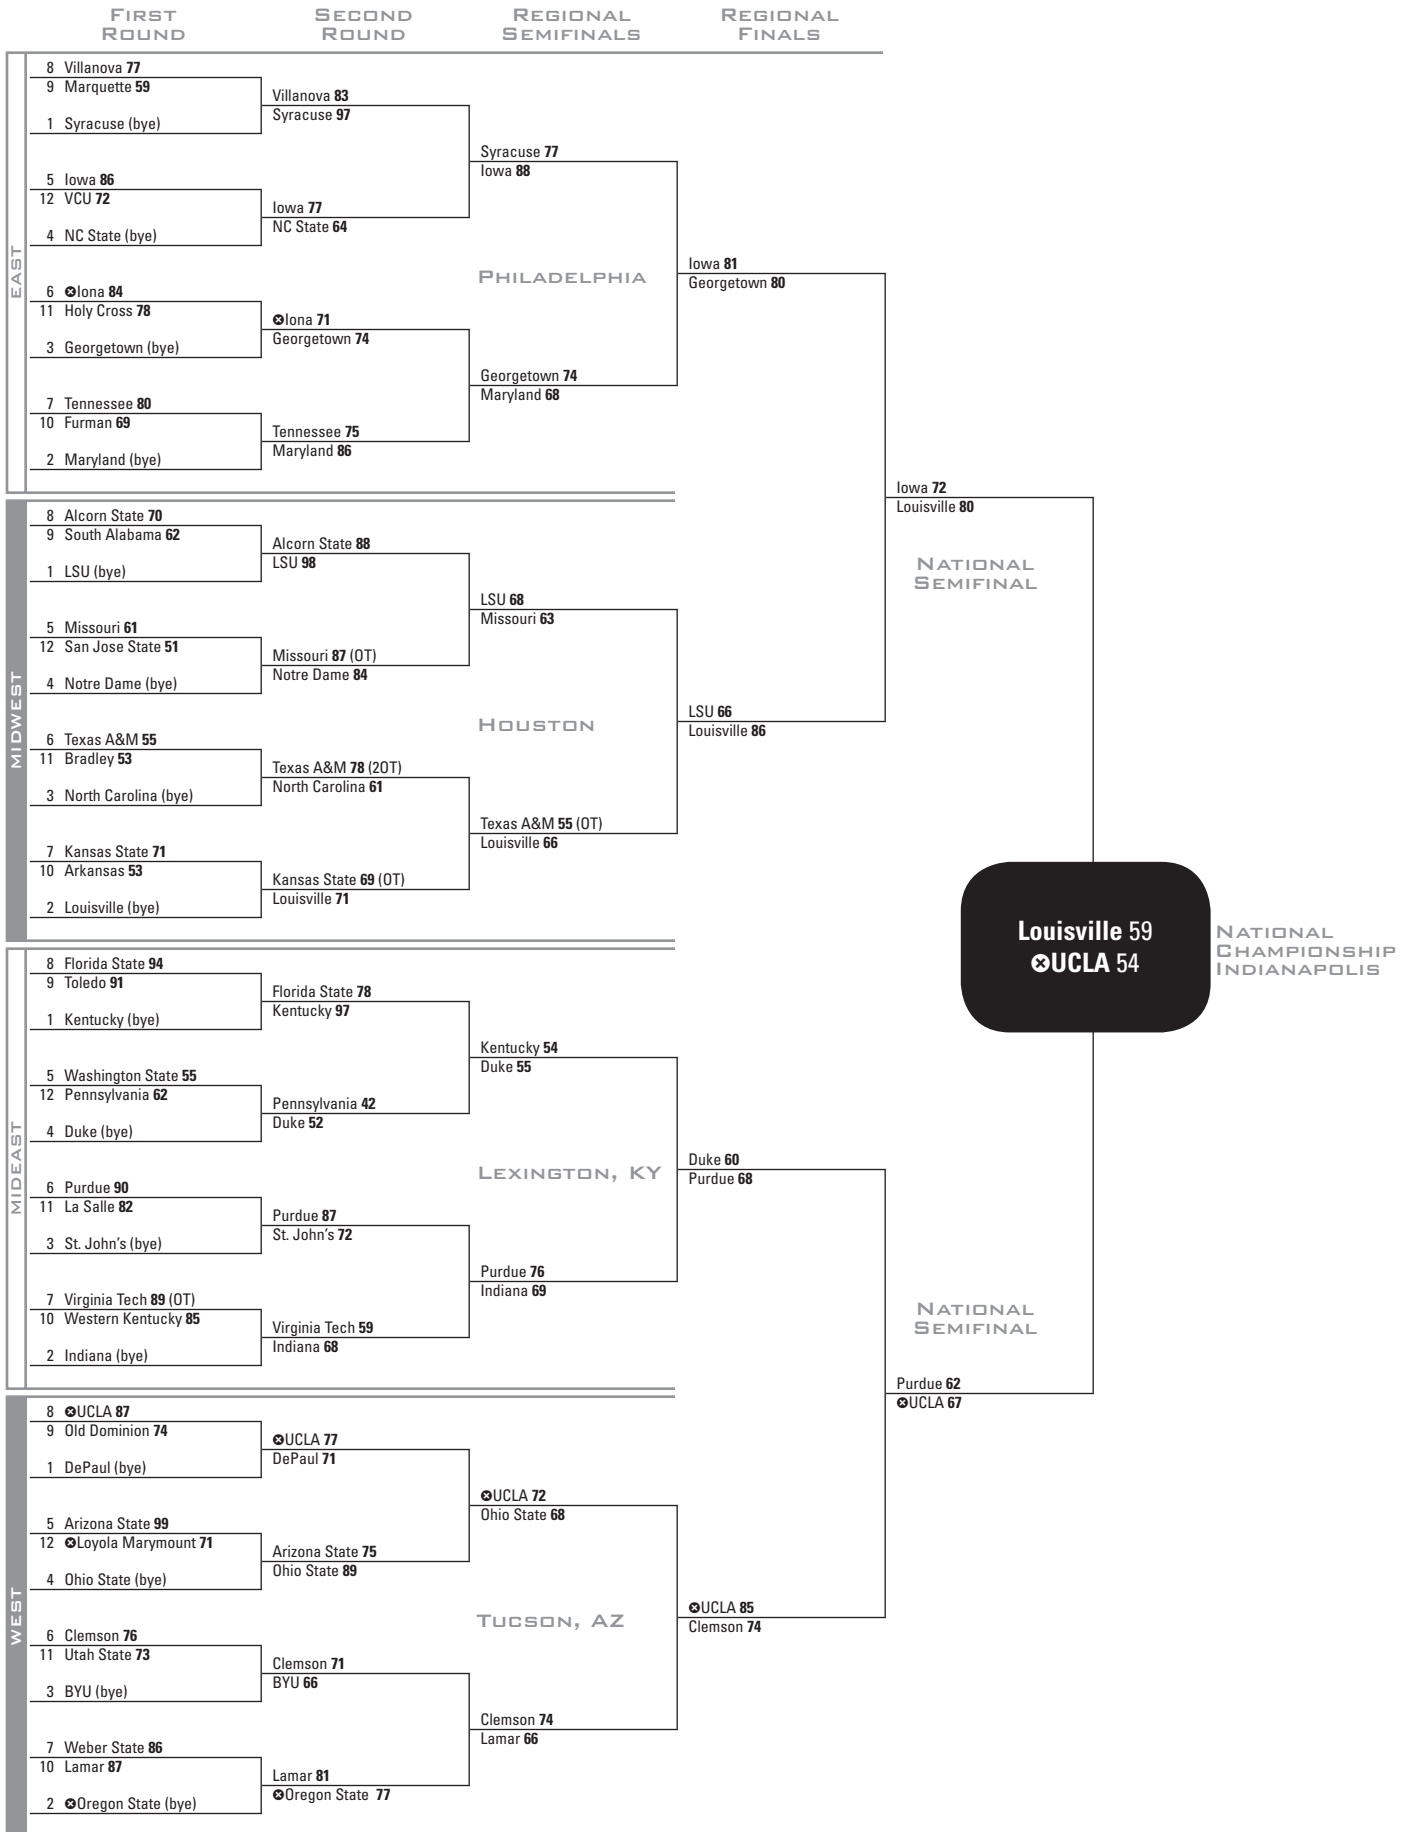 FIRST ROUND
SECOND ROUND
REGIONAL SEMIFINALS
REGIONAL FINALS
EAST
8 Villanova 77
9 Marquette 59
1 Syracuse (bye)
5 Iowa 86
12 VCU 72
4 NC State (bye)
6 ✪Iona 84
11 Holy Cross 78
3 Georgetown (bye)
7 Tennessee 80
10 Furman 69
2 Maryland (bye)
Villanova 83
Syracuse 97
Iowa 77
NC State 64
✪Iona 71
Georgetown 74
Tennessee 75
Maryland 86
Syracuse 77
Iowa 88
PHILADELPHIA
Georgetown 74
Maryland 68
Iowa 81
Georgetown 80
MIDWEST
8 Alcorn State 70
9 South Alabama 62
1 LSU (bye)
5 Missouri 61
12 San Jose State 51
4 Notre Dame (bye)
6 Texas A&M 55
11 Bradley 53
3 North Carolina (bye)
7 Kansas State 71
10 Arkansas 53
2 Louisville (bye)
Alcorn State 88
LSU 98
Missouri 87 (OT)
Notre Dame 84
Texas A&M 78 (2OT)
North Carolina 61
Kansas State 69 (OT)
Louisville 71
LSU 68
Missouri 63
HOUSTON
Texas A&M 55 (OT)
Louisville 66
LSU 66
Louisville 86
Iowa 72
Louisville 80
NATIONAL
SEMIFINAL
MIDEAST
8 Florida State 94
9 Toledo 91
1 Kentucky (bye)
5 Washington State 55
12 Pennsylvania 62
4 Duke (bye)
6 Purdue 90
11 La Salle 82
3 St. John's (bye)
7 Virginia Tech 89 (OT)
10 Western Kentucky 85
2 Indiana (bye)
Florida State 78
Kentucky 97
Pennsylvania 42
Duke 52
Purdue 87
St. John's 72
Virginia Tech 59
Indiana 68
Kentucky 54
Duke 55
LEXINGTON, KY
Purdue 76
Indiana 69
Duke 60
Purdue 68
WEST
8 ✪UCLA 87
9 Old Dominion 74
1 DePaul (bye)
5 Arizona State 99
12 ✪Loyola Marymount 71
4 Ohio State (bye)
6 Clemson 76
11 Utah State 73
3 BYU (bye)
7 Weber State 86
10 Lamar 87
2 ✪Oregon State (bye)
✪UCLA 77
DePaul 71
Arizona State 75
Ohio State 89
Clemson 71
BYU 66
Lamar 81
✪Oregon State 77
✪UCLA 72
Ohio State 68
TUCSON, AZ
Clemson 74
Lamar 66
✪UCLA 85
Clemson 74
NATIONAL
SEMIFINAL
Purdue 62
✪UCLA 67
Louisville 59
✪UCLA 54
NATIONAL
CHAMPIONSHIP
INDIANAPOLIS